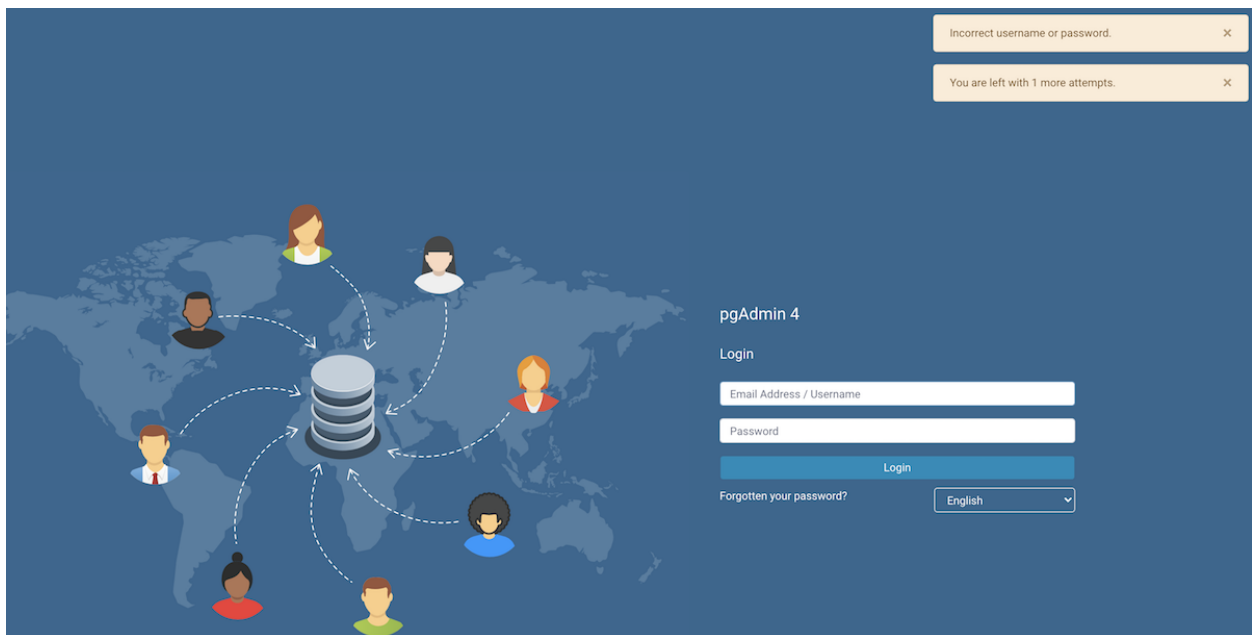 Incorrect username or password. ×
You are left with 1 more attempts. ×
pgAdmin 4
Login
Email Address / Username
Password
Login
Forgotten your password?
English